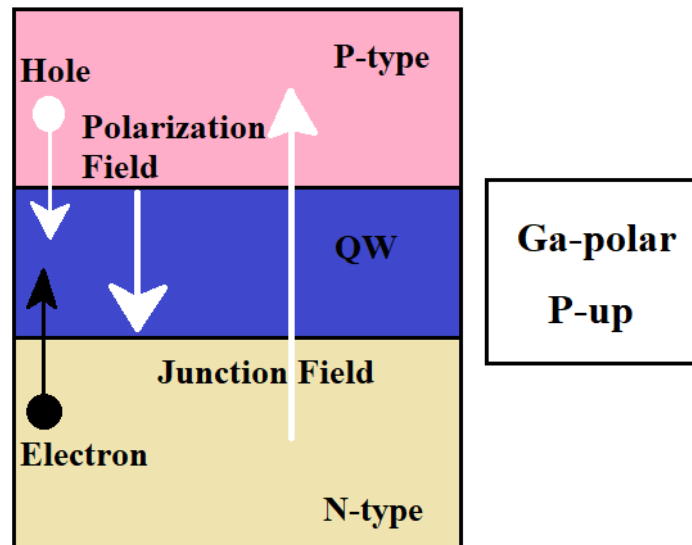 P-type
Hole
Polarization
Field
QW
Junction Field
Electron
N-type
Ga-polar
P-up